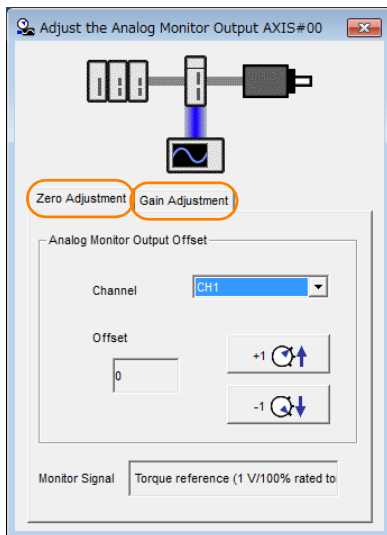 Adjust the Analog Monitor Output AXIS#00
Zero Adjustment Gain Adjustment
Analog Monitor Output Offset
Channel CH1
Offset
0
+1
-1
Monitor Signal Torque reference (1 V/100% rated to